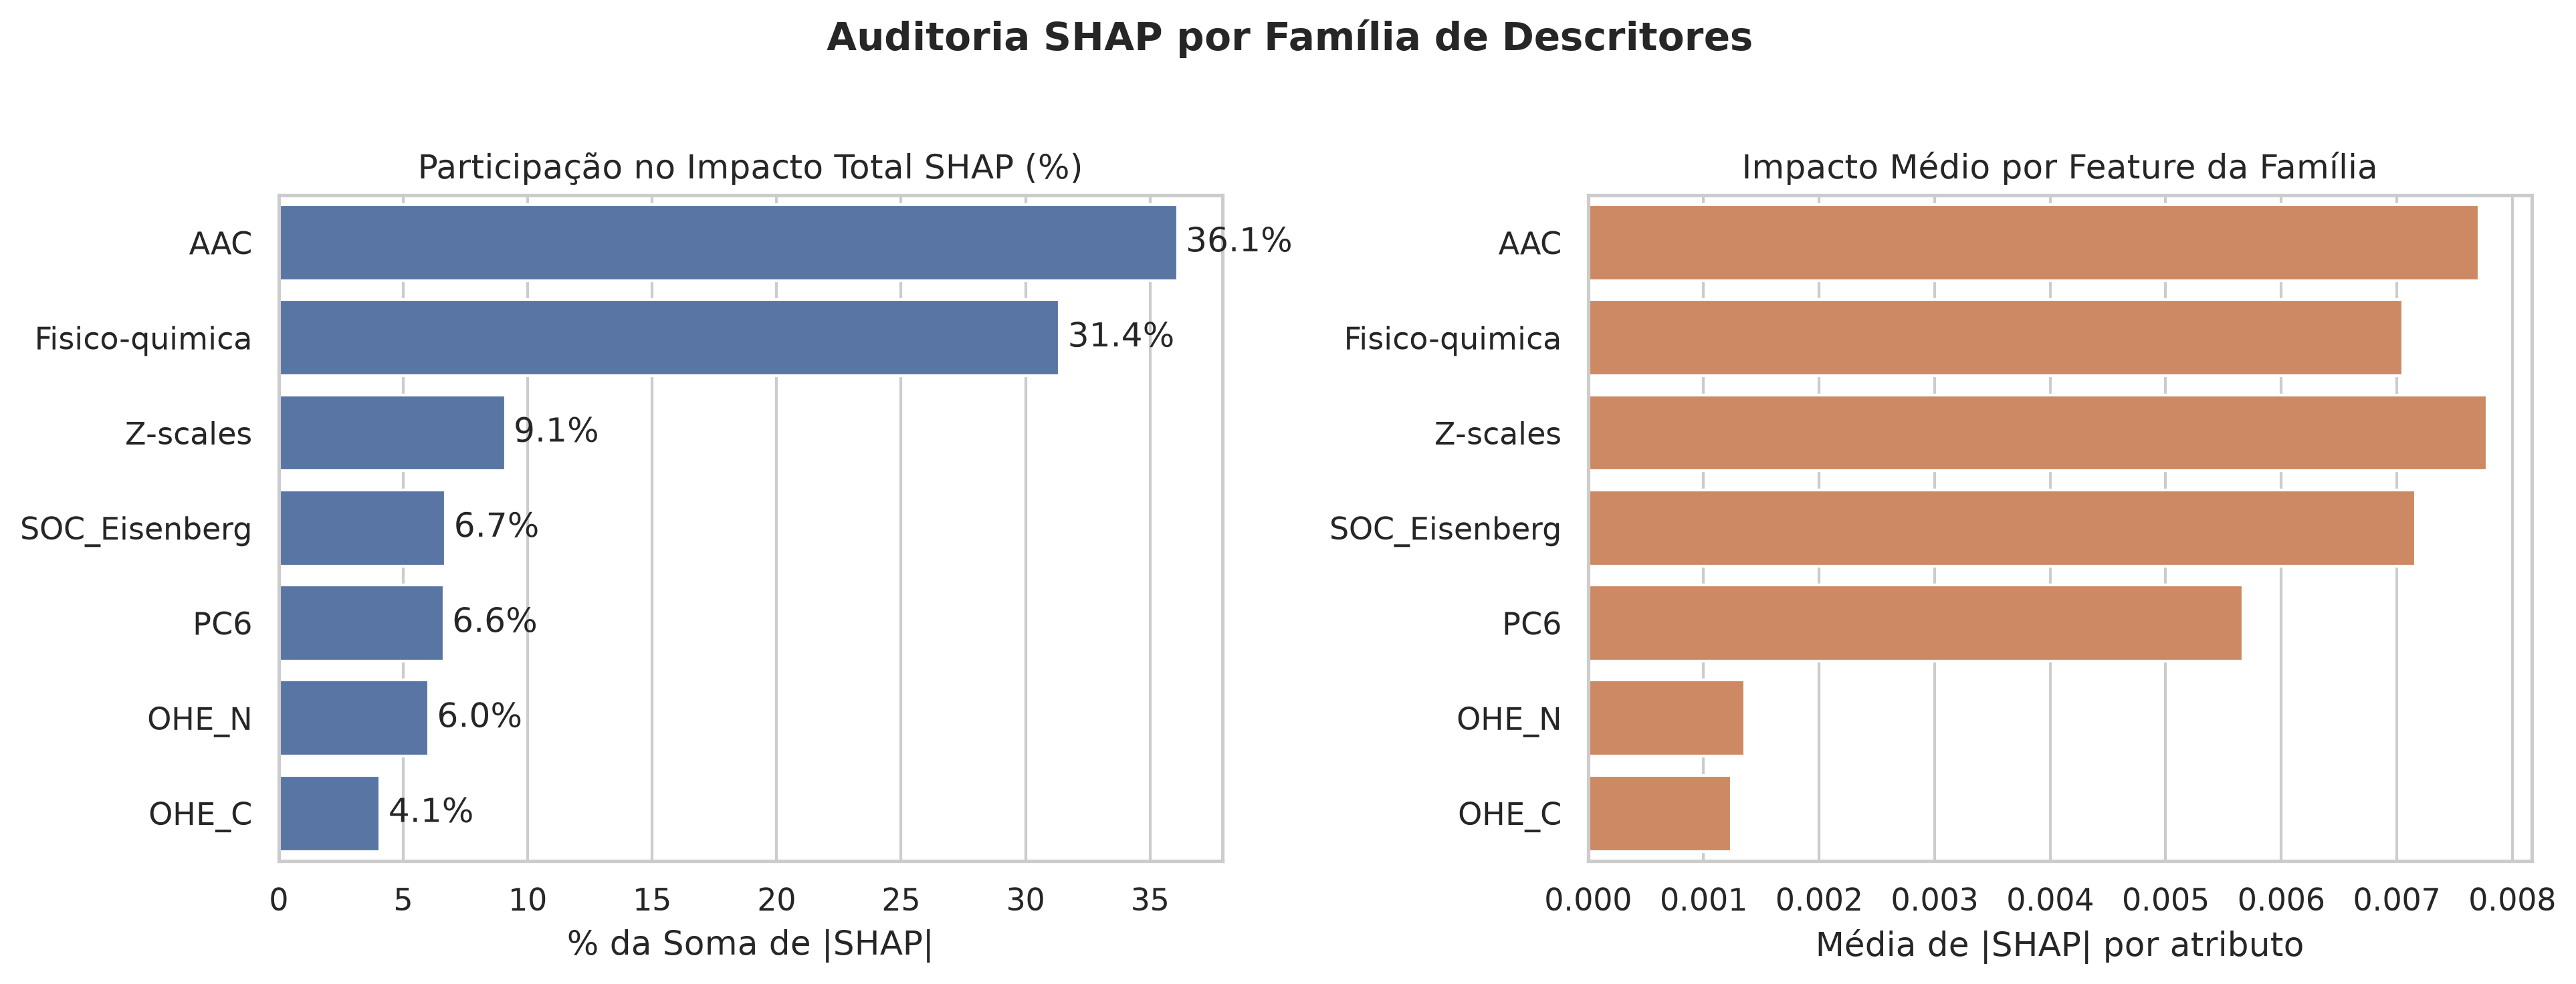 Auditoria SHAP por Família de Descritores
Participação no Impacto Total SHAP (%)
AAC
36.1%
Fisico-quimica
31.4%
Z-scales
9.1%
SOC_Eisenberg
6.7%
PC6
6.6%
OHE_N
6.0%
OHE_C
4.1%
0 5 10 15 20 25 30 35
% da Soma de |SHAP|
Impacto Médio por Feature da Família
AAC
Fisico-quimica
Z-scales
SOC_Eisenberg
PC6
OHE_N
OHE_C
0.000 0.001 0.002 0.003 0.004 0.005 0.006 0.007 0.008
Média de |SHAP| por atributo